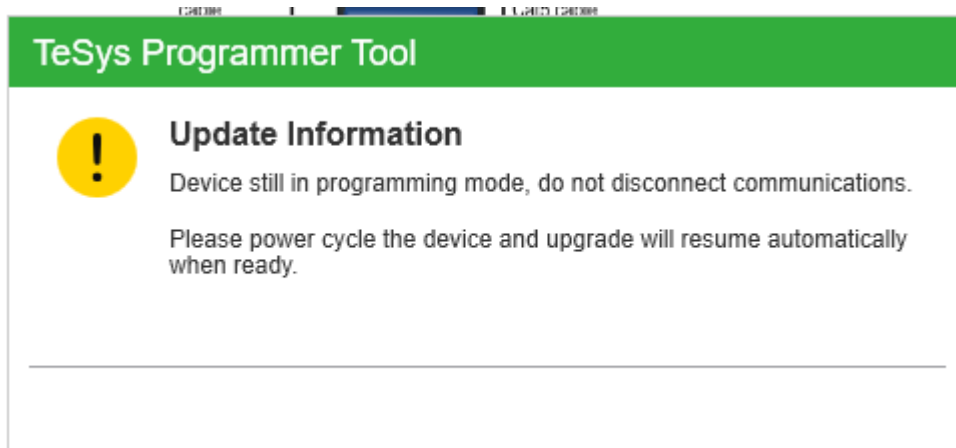 TeSys Programmer Tool
Update Information
Device still in programming mode, do not disconnect communications.
Please power cycle the device and upgrade will resume automatically
when ready.